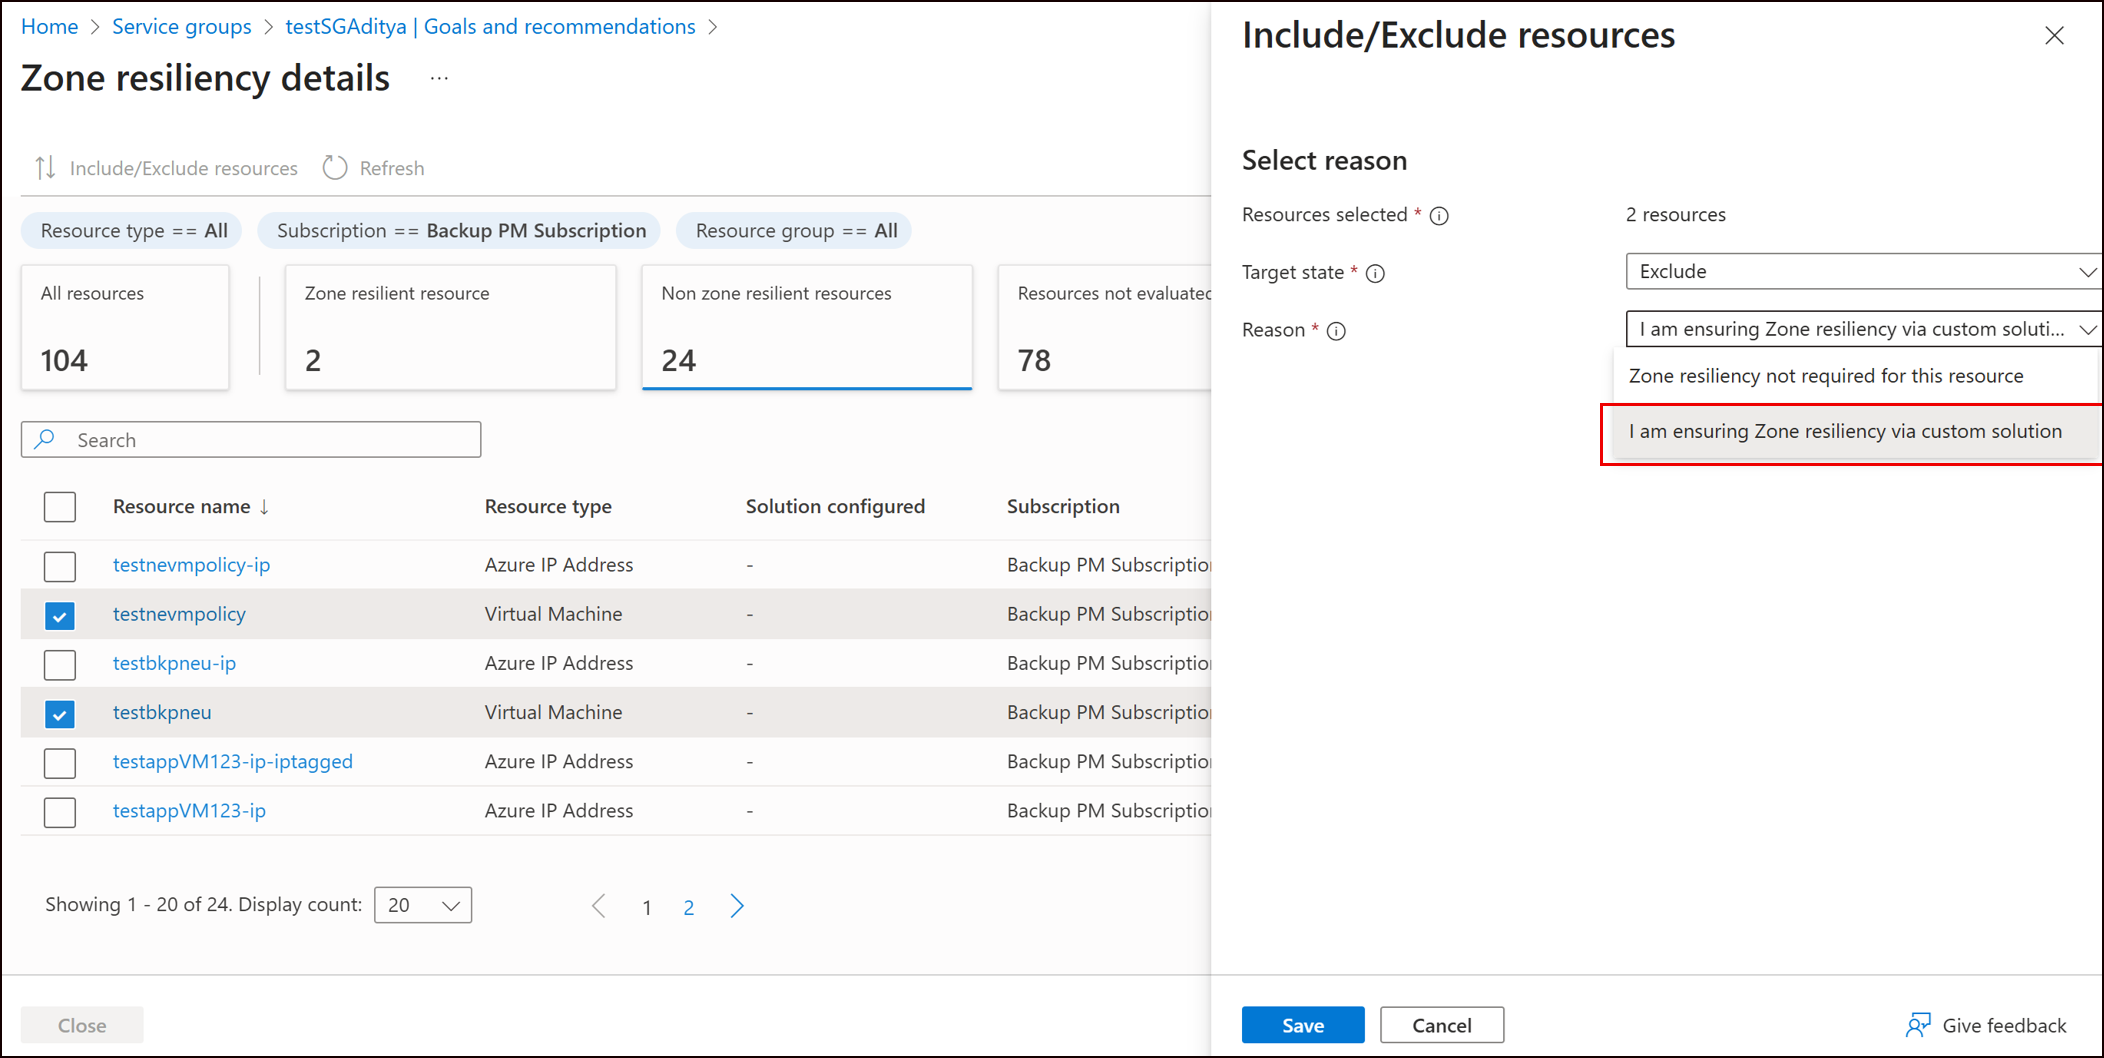 Home > Service groups > testSGAditya | Goals and recommendations >
Zone resiliency details ...
Include/Exclude resources Refresh
Resource type == All Subscription == Backup PM Subscription Resource group == All
All resources
104
Zone resilient resource
2
Non zone resilient resources
24
Resources not evaluated
78
Search
Resource name ↓ Resource type Solution configured Subscription
testnevmpolicy-ip Azure IP Address - Backup PM Subscription
testnevmpolicy Virtual Machine - Backup PM Subscription
testbkpneu-ip Azure IP Address - Backup PM Subscription
testbkpneu Virtual Machine - Backup PM Subscription
testappVM123-ip-iptagged Azure IP Address - Backup PM Subscription
testappVM123-ip Azure IP Address - Backup PM Subscription
Showing 1 - 20 of 24. Display count: 20 < 1 2 >
Close
Include/Exclude resources
Select reason
Resources selected * 2 resources
Target state * Exclude
Reason * I am ensuring Zone resiliency via custom soluti...
Zone resiliency not required for this resource
I am ensuring Zone resiliency via custom solution
Save Cancel Give feedback